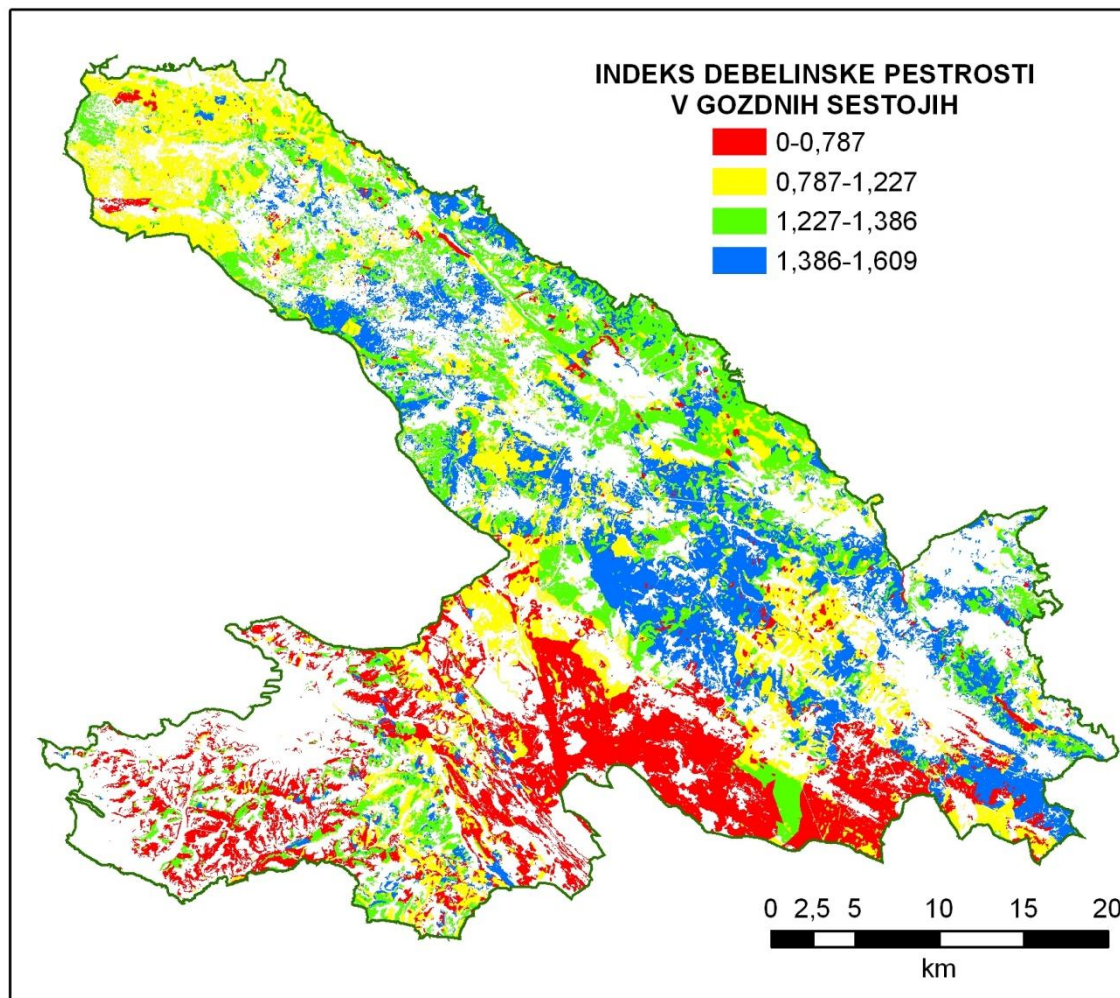 INDEKS DEBELINSKE PESTROSTI
V GOZDNIH SESTOJIH
0-0,787
0,787-1,227
1,227-1,386
1,386-1,609
0 2,5 5 10 15 20
km